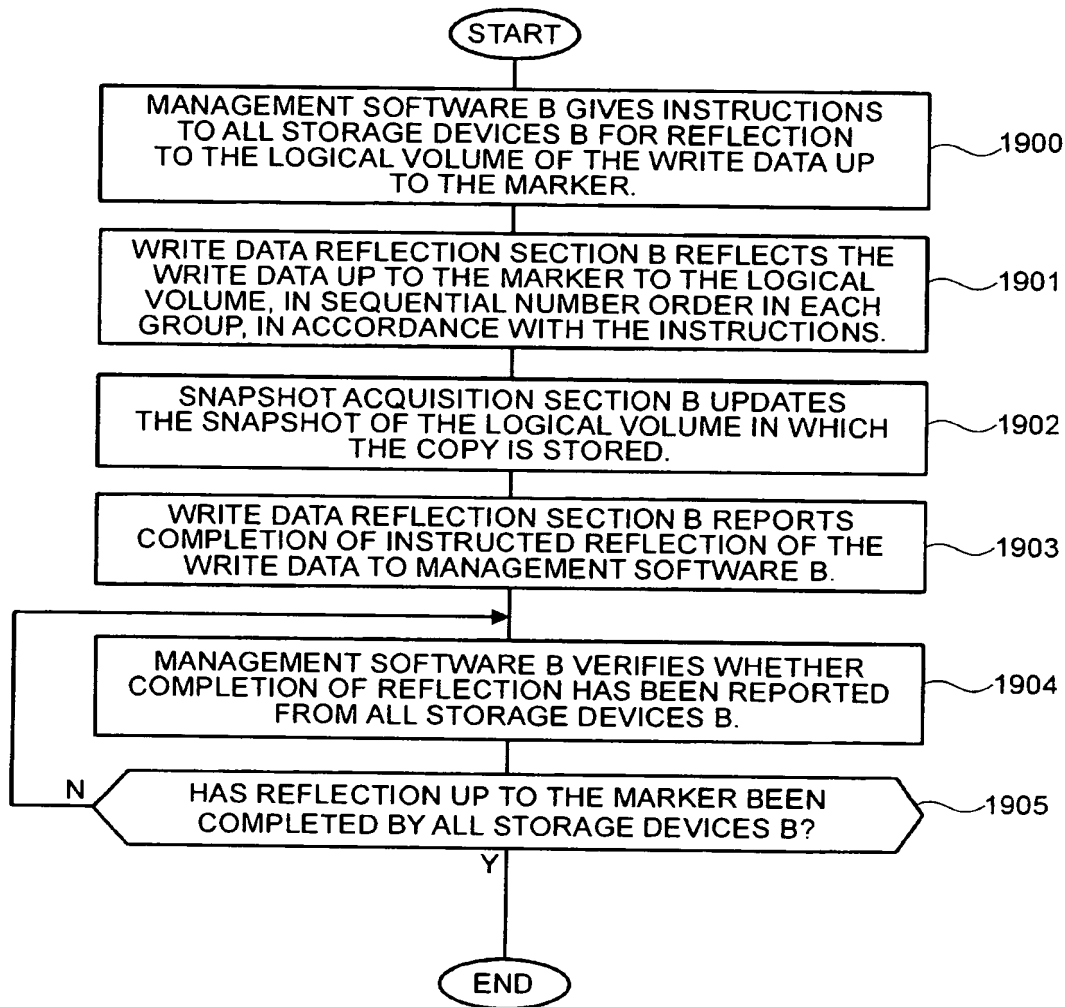 START
MANAGEMENT SOFTWARE B GIVES INSTRUCTIONS
TO ALL STORAGE DEVICES B FOR REFLECTION
TO THE LOGICAL VOLUME OF THE WRITE DATA UP
TO THE MARKER.
1900
WRITE DATA REFLECTION SECTION B REFLECTS THE
WRITE DATA UP TO THE MARKER TO THE LOGICAL
VOLUME, IN SEQUENTIAL NUMBER ORDER IN EACH
GROUP, IN ACCORDANCE WITH THE INSTRUCTIONS.
1901
SNAPSHOT ACQUISITION SECTION B UPDATES
THE SNAPSHOT OF THE LOGICAL VOLUME IN WHICH
THE COPY IS STORED.
1902
WRITE DATA REFLECTION SECTION B REPORTS
COMPLETION OF INSTRUCTED REFLECTION OF THE
WRITE DATA TO MANAGEMENT SOFTWARE B.
1903
MANAGEMENT SOFTWARE B VERIFIES WHETHER
COMPLETION OF REFLECTION HAS BEEN REPORTED
FROM ALL STORAGE DEVICES B.
1904
N
HAS REFLECTION UP TO THE MARKER BEEN
COMPLETED BY ALL STORAGE DEVICES B?
1905
Y
END